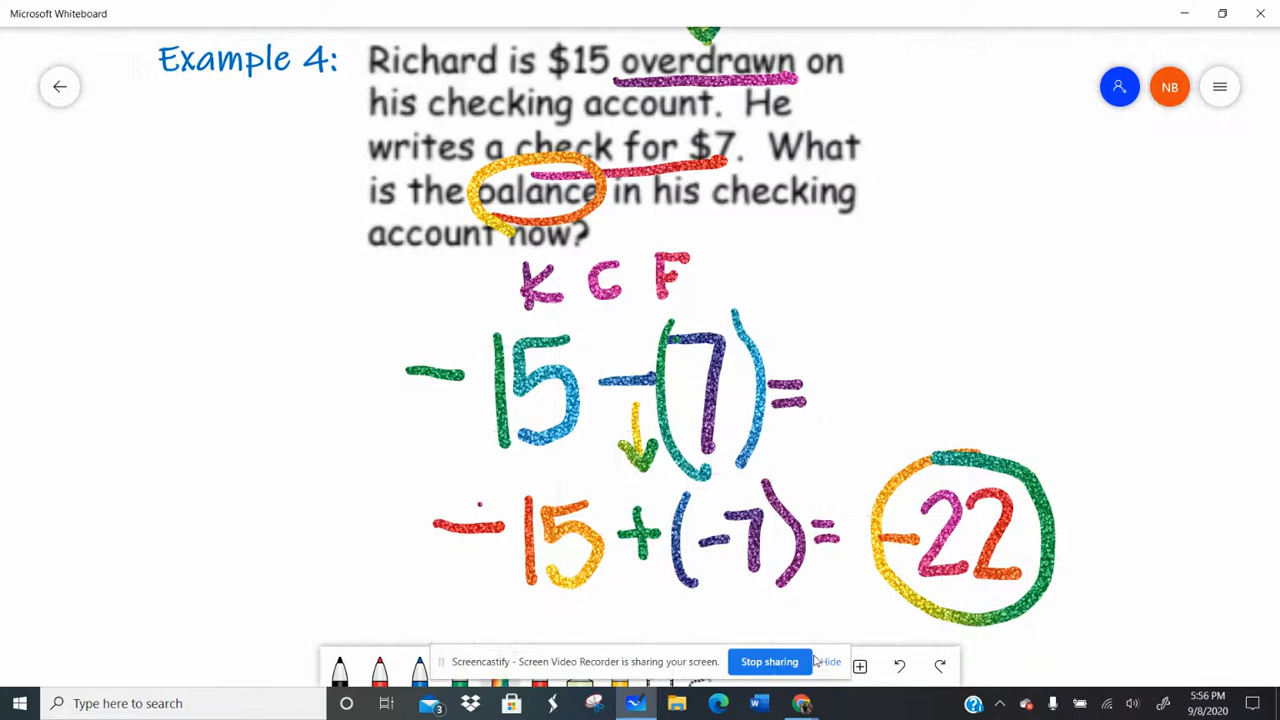 Microsoft Whiteboard
Example 4: Richard is $15 overdrawn on
his checking account. He
writes a check for $7. What
is the balance in his checking
account now?
NB
K C F
-15 -(7)=
-15 + (-7) = -22
Screencastify - Screen Video Recorder is sharing your screen.
Stop sharing
Hide
Type here to search
3
5:56 PM
9/8/2020